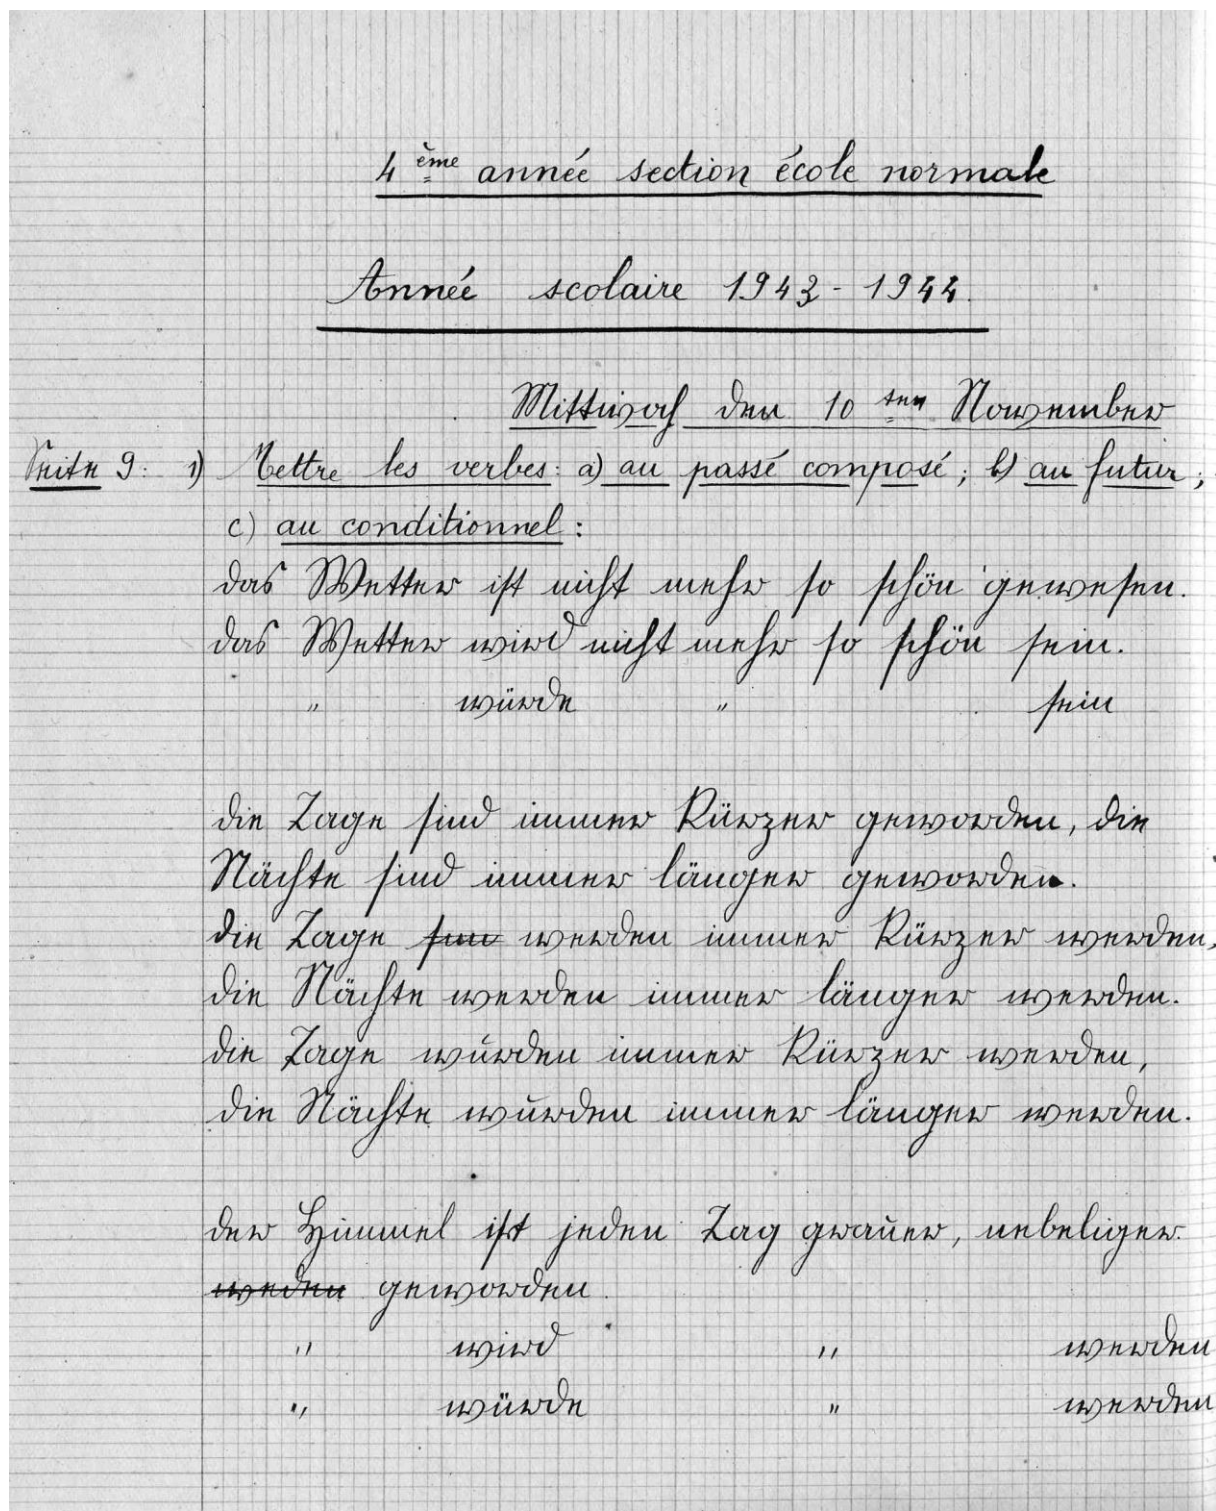 4ème année section école normale
Année scolaire 1943-1944.
Mittwoch den 10ten November
Seite 9: 1) Mettre les verbes: a) au passé composé; b) au futur;
c) au conditionnel:
das Wetter ist nicht mehr so schön gewesen.
das Wetter wird nicht mehr so schön sein.
" würde " sein
die Tage sind immer kürzer geworden, die
Nächte sind immer länger geworden.
die Tage sind werden immer kürzer werden,
die Nächte werden immer länger werden.
die Tage würden immer kürzer werden,
die Nächte würden immer länger werden.
der Himmel ist jeden Tag grauer, nebeliger.
weden geworden.
" wird " werden
" würde " werden